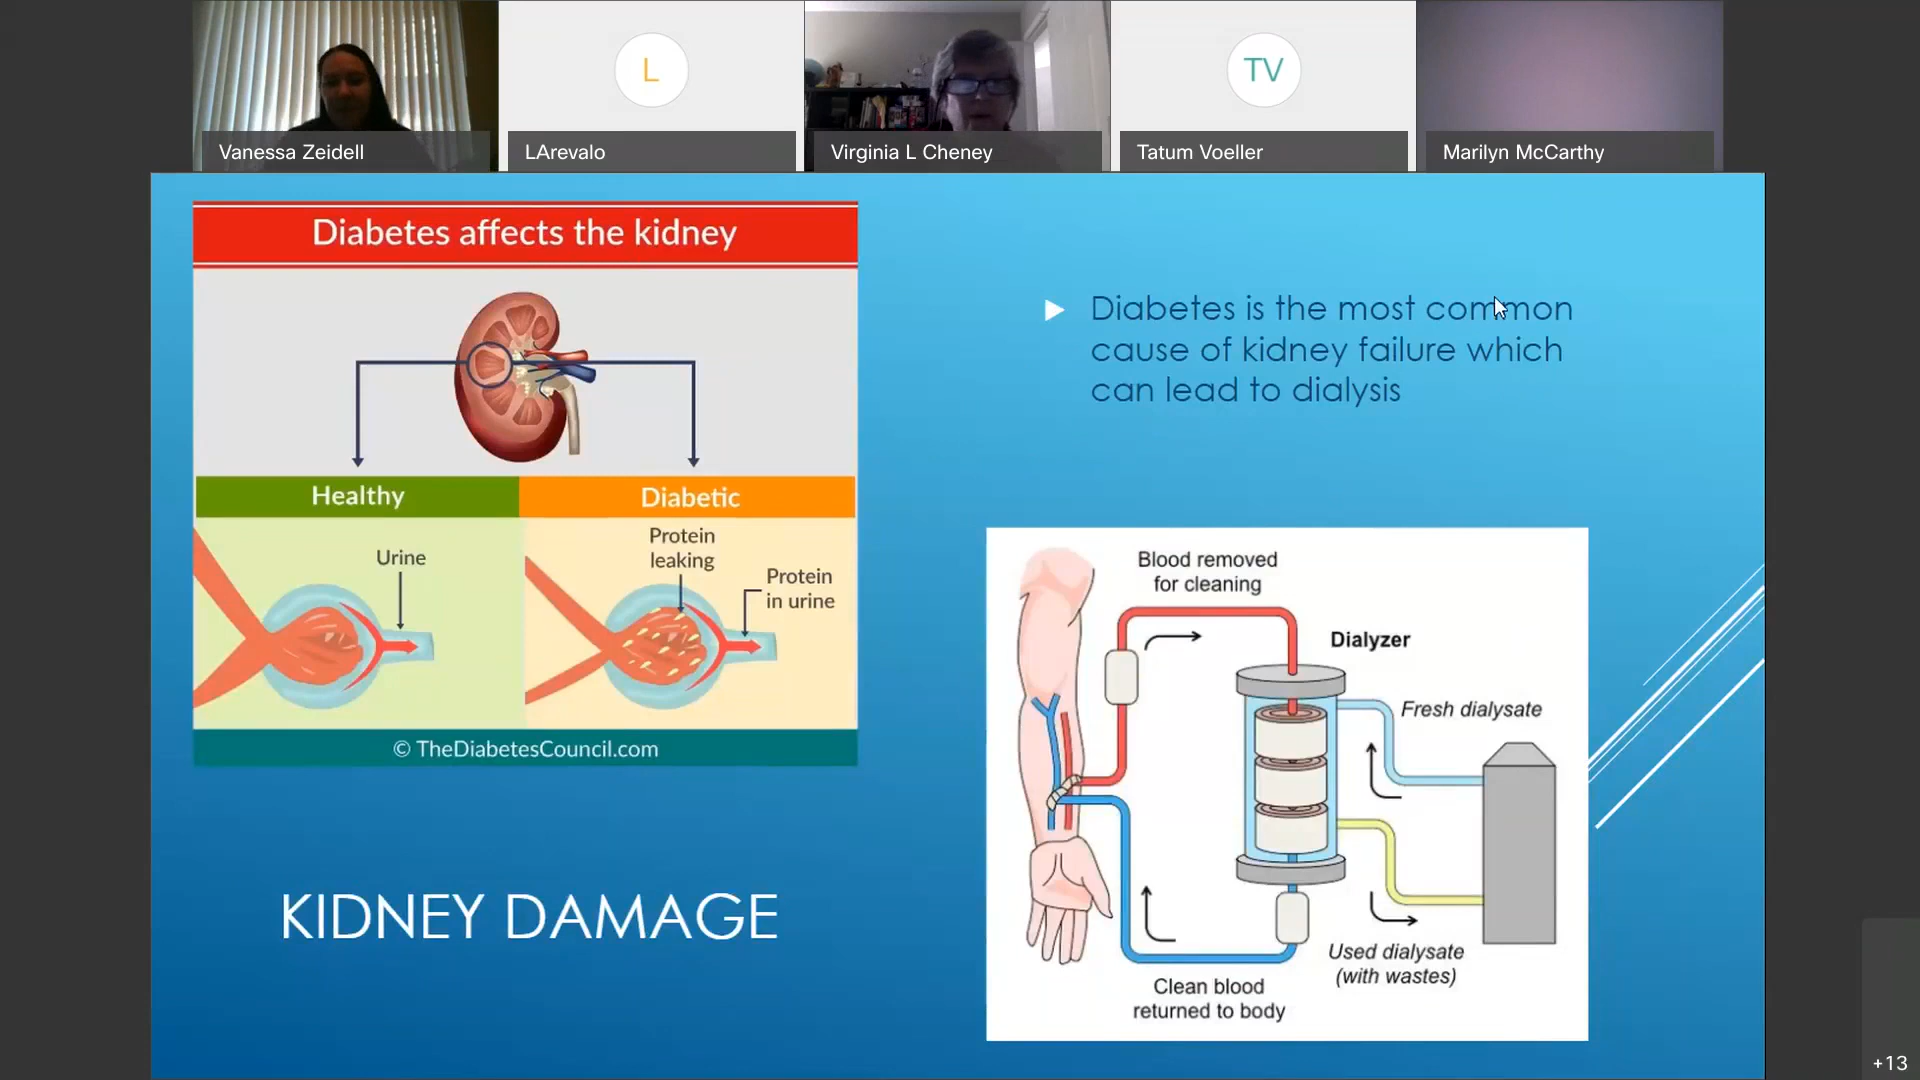 L
TV
Vanessa Zeidell
LArevalo
Virginia L Cheney
Tatum Voeller
Marilyn McCarthy
Diabetes affects the kidney
Healthy
Diabetic
Urine
Protein
leaking
Protein
in urine
© TheDiabetesCouncil.com
KIDNEY DAMAGE
Diabetes is the most common
cause of kidney failure which
can lead to dialysis
Blood removed
for cleaning
Dialyzer
Fresh dialysate
Used dialysate
(with wastes)
Clean blood
returned to body
+13